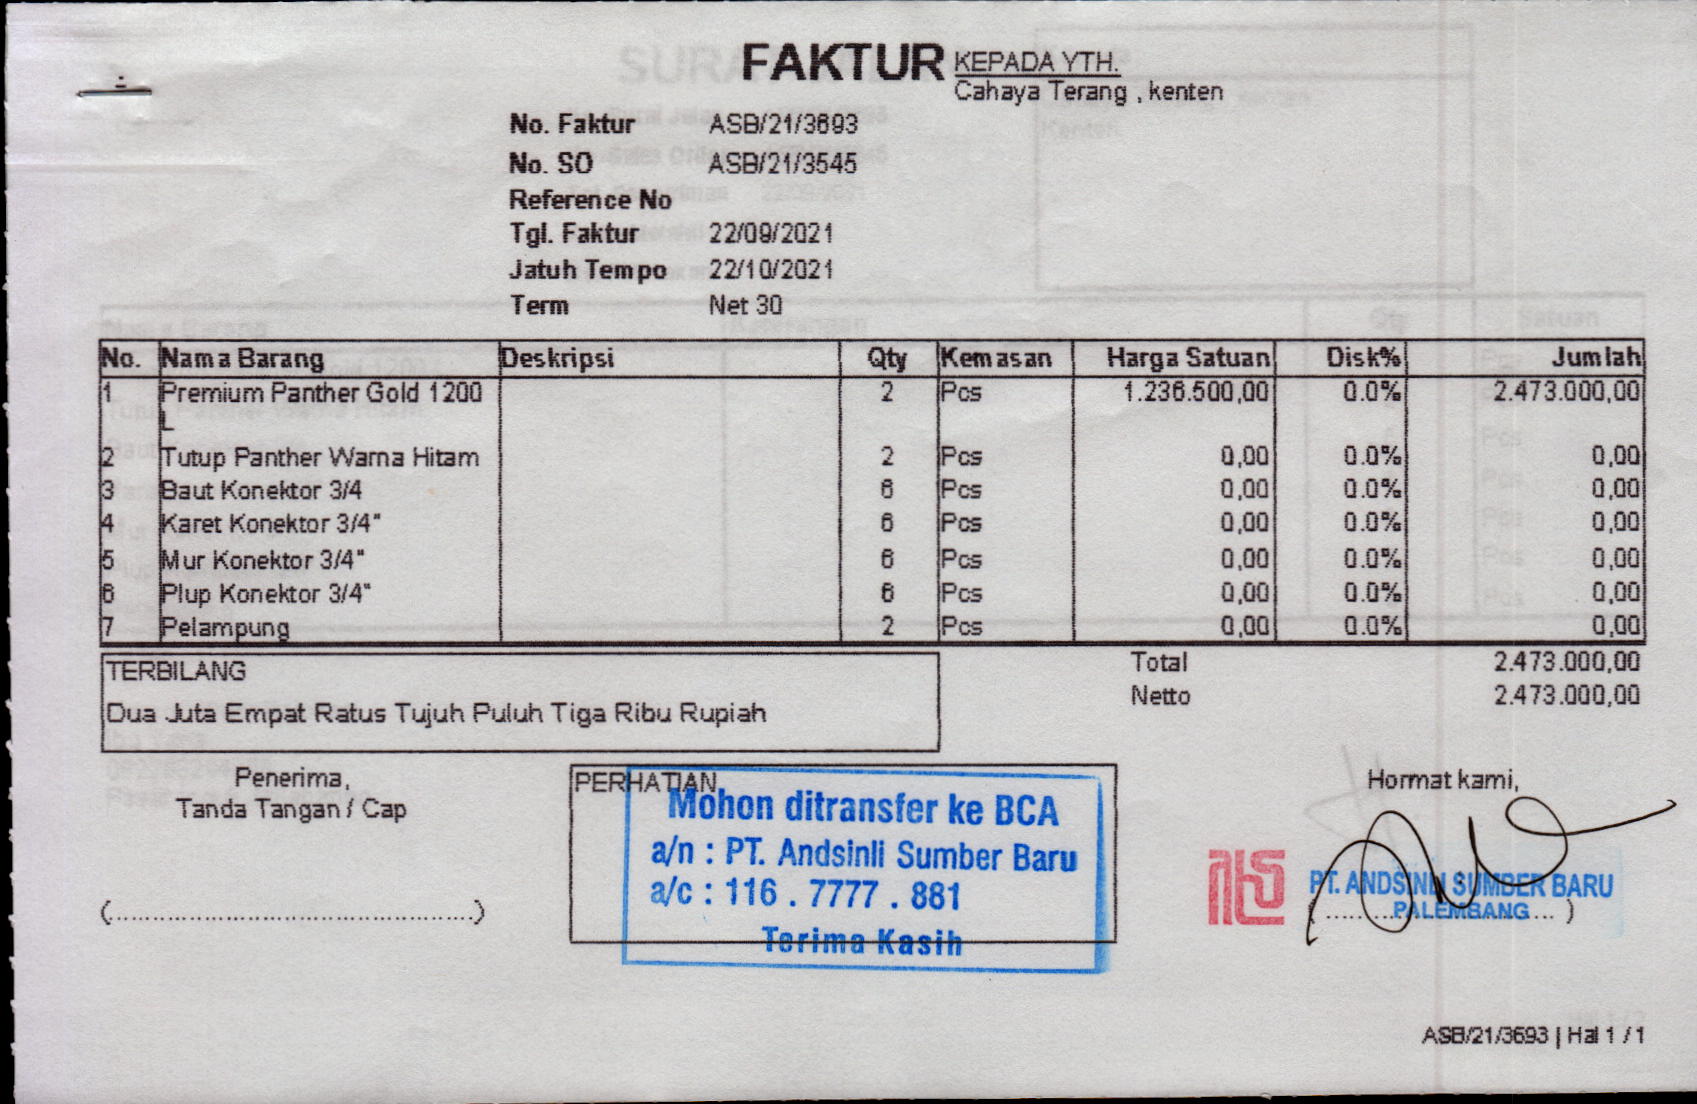 FAKTUR
KEPADA YTH.
Cahaya Terang , kenten
No. Faktur ASB/21/3693
No. SO ASB/21/3545
Reference No
Tgl. Faktur 22/09/2021
Jatuh Tempo 22/10/2021
Term Net 30
No. Nama Barang Deskripsi Qty Kemasan Harga Satuan Disk% Jumlah
1 Premium Panther Gold 1200 2 Pcs 1.236.500,00 0.0% 2.473.000,00
L
2 Tutup Panther Warna Hitam 2 Pcs 0,00 0.0% 0,00
3 Baut Konektor 3/4 6 Pcs 0,00 0.0% 0,00
4 Karet Konektor 3/4" 6 Pcs 0,00 0.0% 0,00
5 Mur Konektor 3/4" 6 Pcs 0,00 0.0% 0,00
6 Plup Konektor 3/4" 6 Pcs 0,00 0.0% 0,00
7 Pelampung 2 Pcs 0,00 0.0% 0,00
TERBILANG
Dua Juta Empat Ratus Tujuh Puluh Tiga Ribu Rupiah
Total 2.473.000,00
Netto 2.473.000,00
Penerima,
Tanda Tangan / Cap
(..................................................)
PERHATIAN
Mohon ditransfer ke BCA
a/n : PT. Andsinli Sumber Baru
a/c : 116 . 7777 . 881
Terima Kasih
Hormat kami,
PT. ANDSINLI SUMBER BARU
PALEMBANG
ASB/21/3693 | Hal 1 / 1